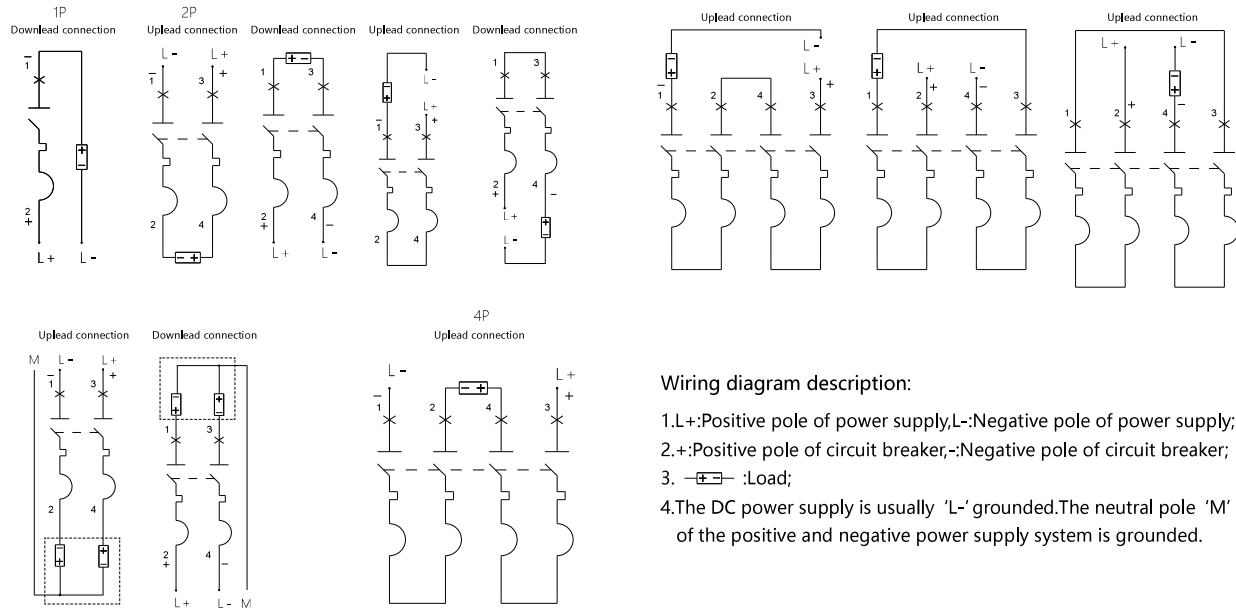 1P
Downlead connection
1
2
+
L+
L-
2P
Uplead connection
L-
L+
+
1
3
2
4
Downlead connection
1
3
2
+
4
L+
L-
Uplead connection
L-
L+
+
1
3
2
4
Downlead connection
1
3
2
+
4
L+
L-
Uplead connection
L-
L+
1
2
4
3
+
Uplead connection
L+
L-
1
2
+
4
3
Uplead connection
L+
L-
1
2
+
4
3
Uplead connection
M
L-
L+
+
1
3
2
4
Downlead connection
1
3
2
+
4
L+
L-
M
4P
Uplead connection
L-
L+
1
2
4
3
+
Wiring diagram description:
1.L+:Positive pole of power supply,L-:Negative pole of power supply;
2.+:Positive pole of circuit breaker,-:Negative pole of circuit breaker;
3. + - :Load;
4.The DC power supply is usually 'L-' grounded.The neutral pole 'M'
of the positive and negative power supply system is grounded.